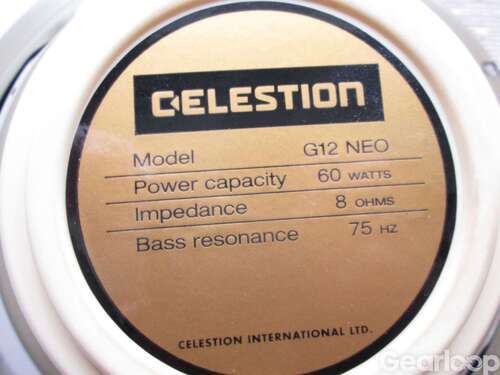 CELESTION
Model G12 NEO
Power capacity 60 WATTS
Impedance 8 OHMS
Bass resonance 75 HZ
CELESTION INTERNATIONAL LTD.
Gearloop